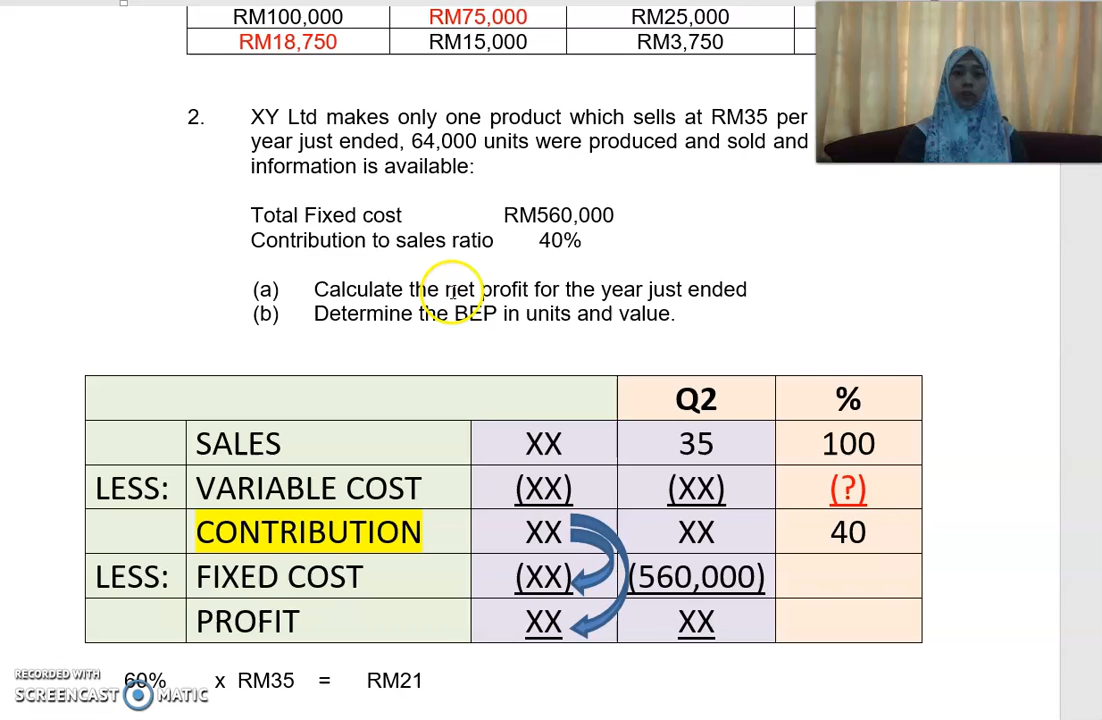 RM100,000 RM75,000 RM25,000
RM18,750 RM15,000 RM3,750
2. XY Ltd makes only one product which sells at RM35 per
year just ended, 64,000 units were produced and sold and
information is available:
Total Fixed cost RM560,000
Contribution to sales ratio 40%
(a) Calculate the net profit for the year just ended
(b) Determine the BEP in units and value.
Q2 %
SALES XX 35 100
LESS: VARIABLE COST (XX) (XX) (?)
CONTRIBUTION XX XX 40
LESS: FIXED COST (XX) (560,000)
PROFIT XX XX
60% x RM35 = RM21
RECORDED WITH
SCREENCAST MATIC